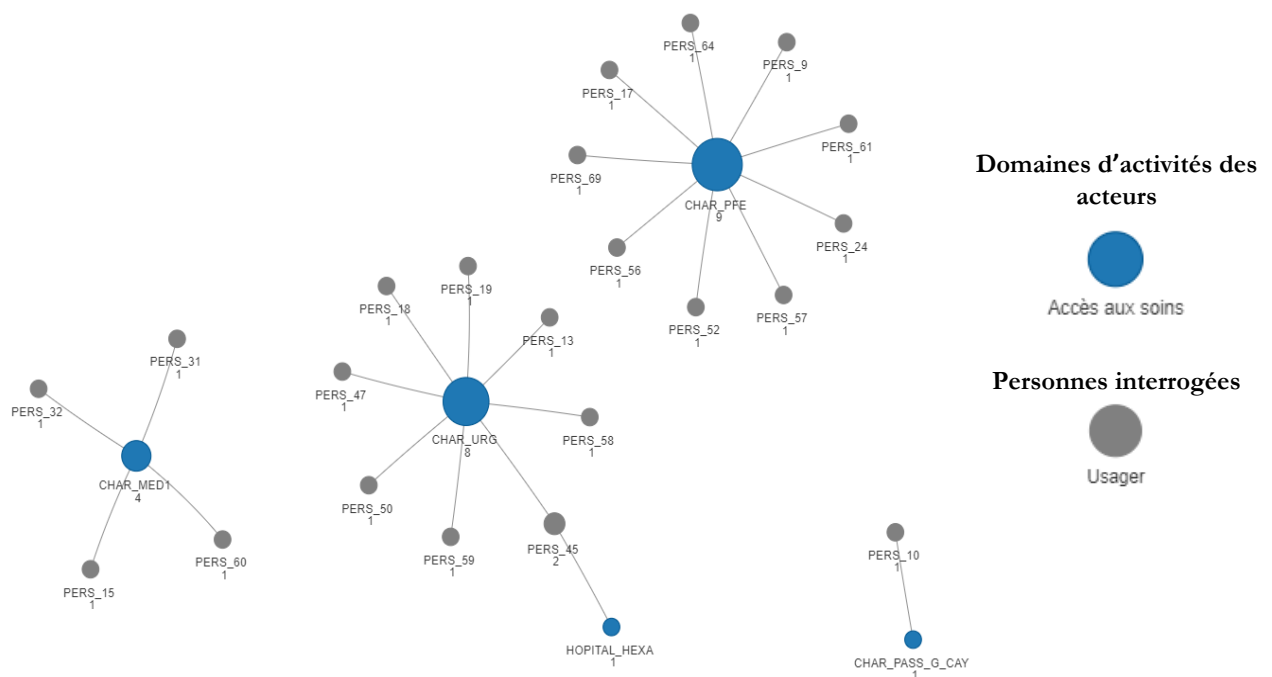 PERS_64
1
PERS_9
1
PERS_17
1
PERS_61
1
PERS_69
1
CHAR_PFE
9
PERS_24
1
PERS_56
1
PERS_52
1
PERS_57
1
PERS_19
1
PERS_18
1
PERS_13
1
PERS_47
1
CHAR_URG
8
PERS_58
1
PERS_50
1
PERS_59
1
PERS_45
2
HOPITAL_HEXA
1
PERS_31
1
PERS_32
1
CHAR_MED1
4
PERS_60
1
PERS_15
1
PERS_10
1
CHAR_PASS_G_CAY
1
Domaines d’activités des
acteurs
Accès aux soins
Personnes interrogées
Usager